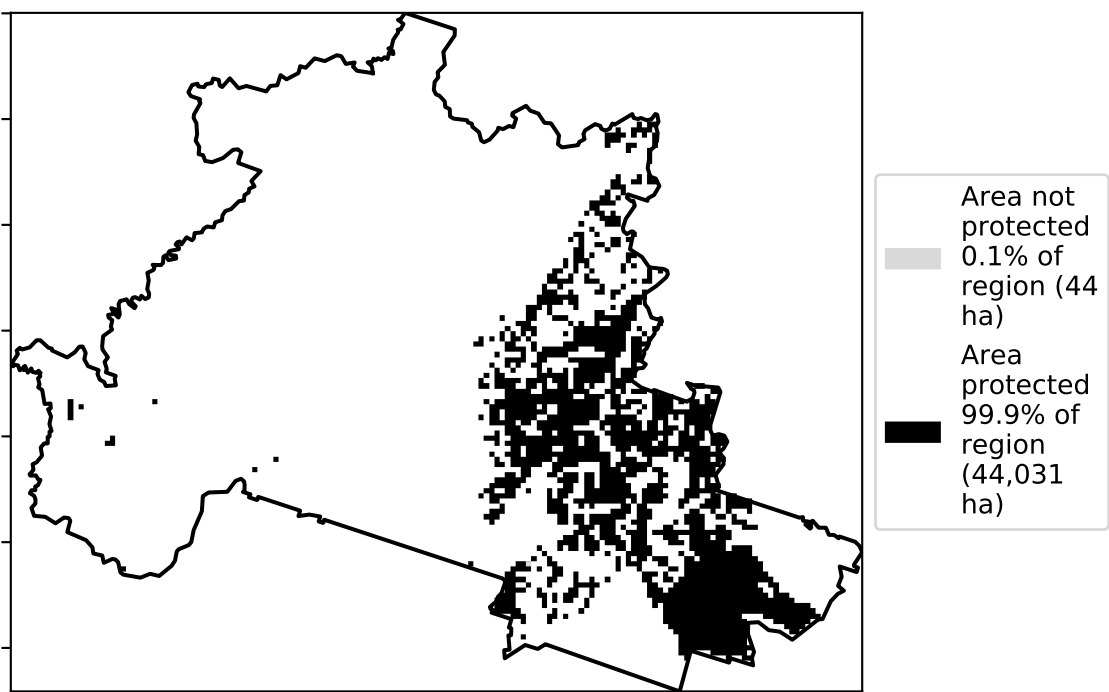 Area not
protected
0.1% of
region (44
ha)
Area
protected
99.9% of
region
(44,031
ha)